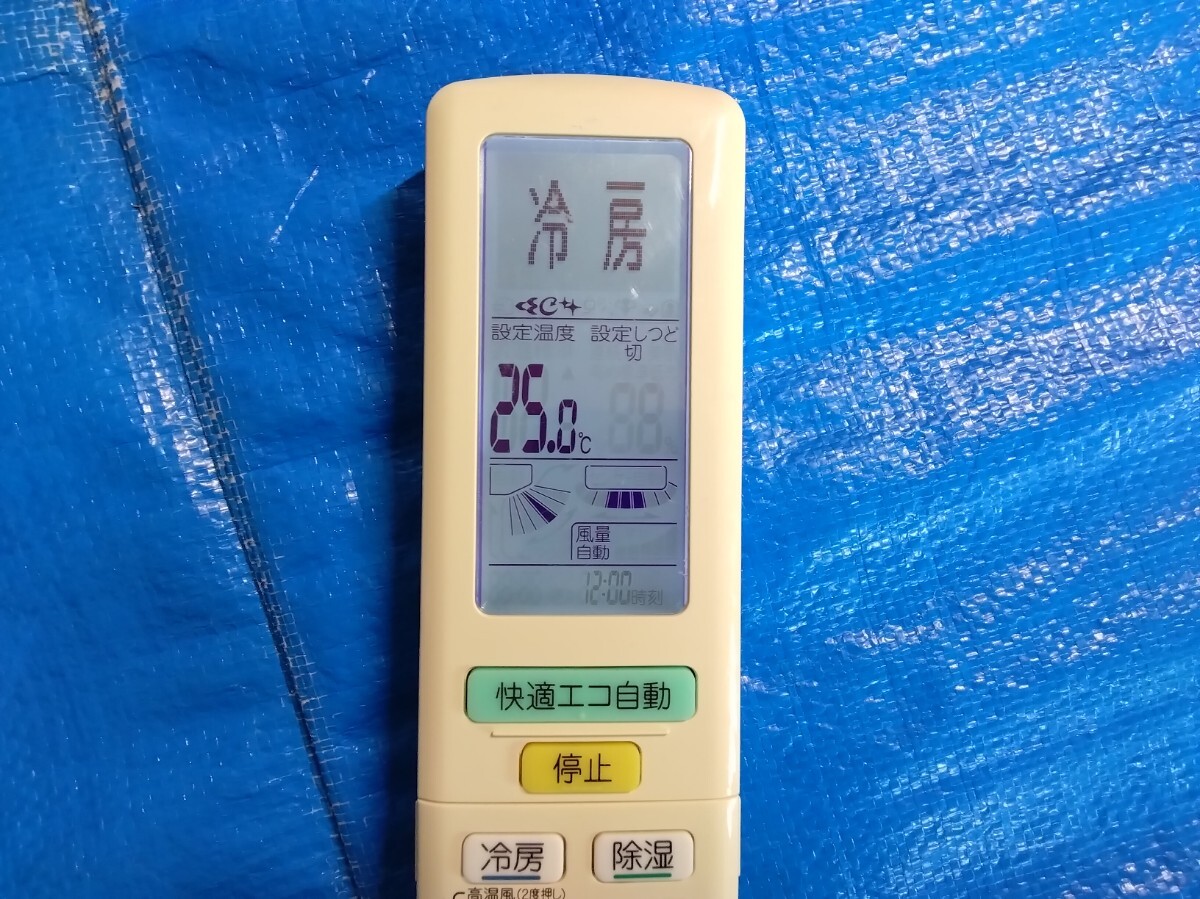 冷房
設定温度 設定しつど
切
25.0℃
風量
自動
12:00時刻
快適エコ自動
停止
冷房 除湿
高温風(2度押し)